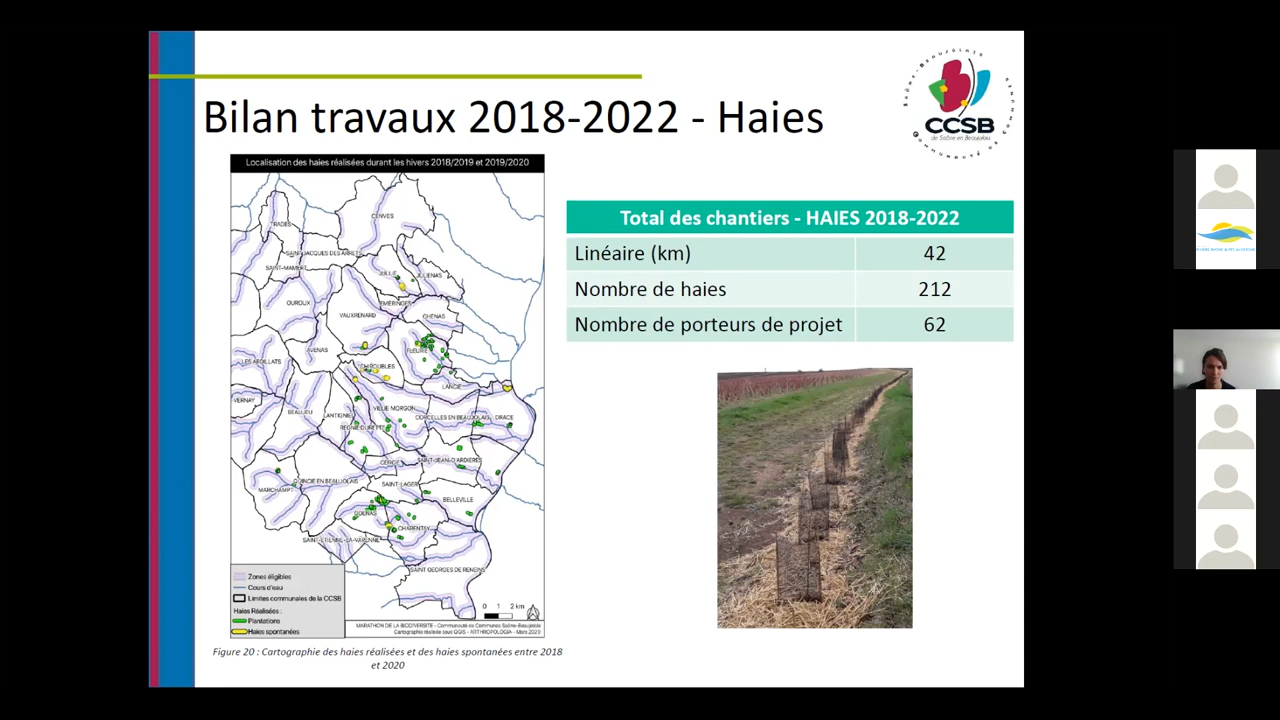 Bilan travaux 2018-2022 - Haies
CCSB
de Saône en Beaujolais
Localisation des haies réalisées durant les hivers 2018/2019 et 2019/2020
TRADES
CENVES
SAINT-JACQUES DES ARRETS
SAINT-MAMERT
JULLIE
JULIENAS
OUROUX
EMERINGES
VAUXRENARD
CHENAS
AVENAS
FLEURIE
LES ARDILLATS
CHIROUBLES
LANCIE
VERNAY
BEAUJEU
LANTIGNIE
VILLIE MORGON
CORCELLES EN BEAUJOLAIS
DRACE
REGNIE DURETTE
CERCIE
SAINT-JEAN-D'ARDIERES
MARCHAMPT
QUINCIE EN BEAUJOLAIS
SAINT-LAGER
BELLEVILLE
ODENAS
CHARENTAY
SAINT-ETIENNE-LA-VARENNE
SAINT GEORGES DE RENEINS
Zones éligibles
Cours d'eau
Limites communales de la CCSB
Haies Réalisées :
Plantations
Haies spontanées
0 1 2 km
MARATHON DE LA BIODIVERSITE - Communauté de Communes Saône-Beaujolais
Cartographie réalisée sous QGIS - ARTHROPOLOGIA - Mars 2020
Figure 20 : Cartographie des haies réalisées et des haies spontanées entre 2018
et 2020
Total des chantiers - HAIES 2018-2022
Linéaire (km) 42
Nombre de haies 212
Nombre de porteurs de projet 62